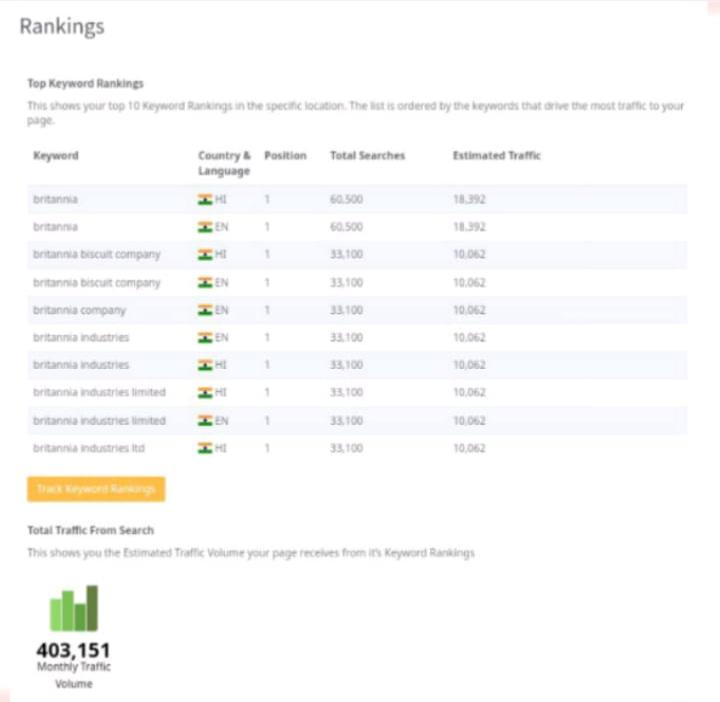 Rankings
Top Keyword Rankings
This shows your top 10 Keyword Rankings in the specific location. The list is ordered by the keywords that drive the most traffic to your
page.
Keyword Country & Language Position Total Searches Estimated Traffic
britannia HI 1 60,500 18,392
britannia EN 1 60,500 18,392
britannia biscuit company HI 1 33,100 10,062
britannia biscuit company EN 1 33,100 10,062
britannia company EN 1 33,100 10,062
britannia industries EN 1 33,100 10,062
britannia industries HI 1 33,100 10,062
britannia industries limited HI 1 33,100 10,062
britannia industries limited EN 1 33,100 10,062
britannia industries ltd HI 1 33,100 10,062
Track Keyword Rankings
Total Traffic From Search
This shows you the Estimated Traffic Volume your page receives from it's Keyword Rankings
403,151
Monthly Traffic
Volume